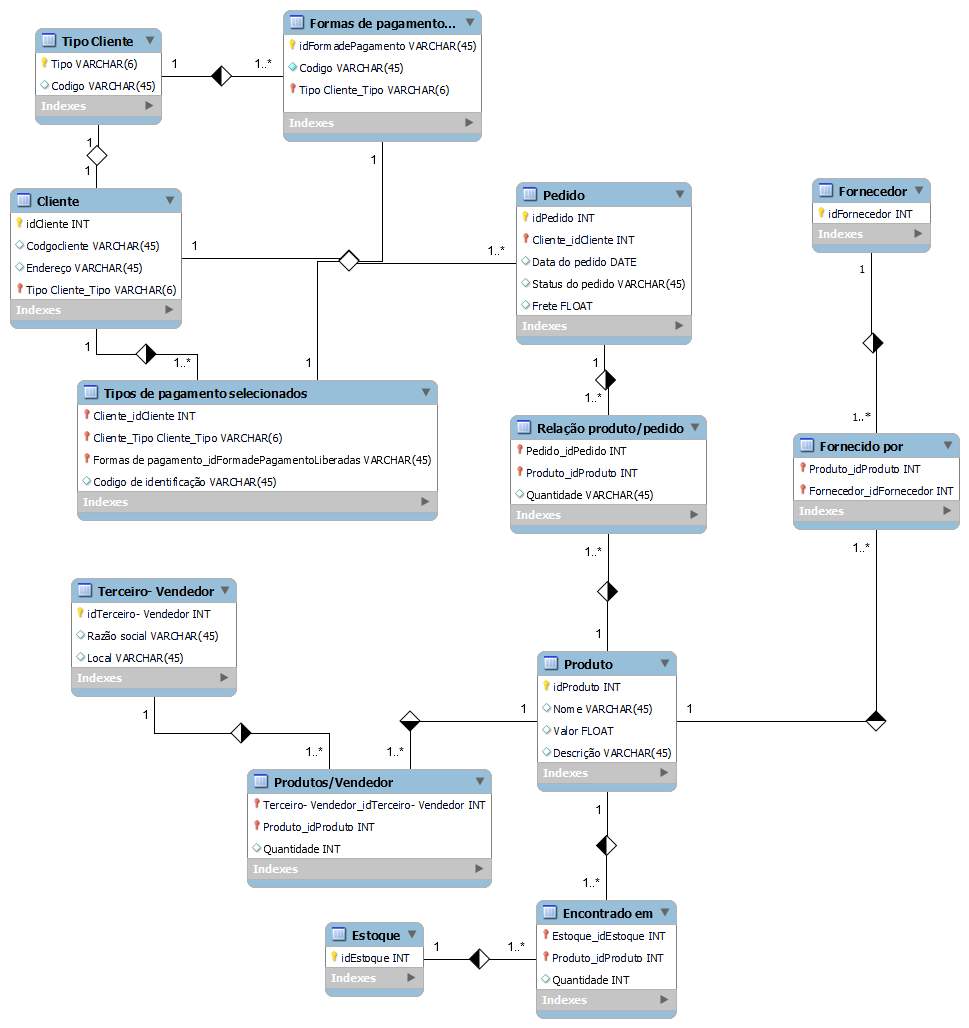 Tipo Cliente
Tipo VARCHAR(6)
Codigo VARCHAR(45)
Indexes
1
1..*
Formas de pagamento...
idFormadePagamento VARCHAR(45)
Codigo VARCHAR(45)
Tipo Cliente_Tipo VARCHAR(6)
Indexes
1
1
1
Cliente
idCliente INT
Codgocliente VARCHAR(45)
Endereço VARCHAR(45)
Tipo Cliente_Tipo VARCHAR(6)
Indexes
1
1..*
Pedido
idPedido INT
Cliente_idCliente INT
Data do pedido DATE
Status do pedido VARCHAR(45)
Frete FLOAT
Indexes
Fornecedor
idFornecedor INT
Indexes
1
1..*
1
1..*
1
1
1..*
Tipos de pagamento selecionados
Cliente_idCliente INT
Cliente_Tipo Cliente_Tipo VARCHAR(6)
Formas de pagamento_idFormadePagamentoLiberadas VARCHAR(45)
Codigo de identificação VARCHAR(45)
Indexes
Relação produto/pedido
Pedido_idPedido INT
Produto_idProduto INT
Quantidade VARCHAR(45)
Indexes
Fornecido por
Produto_idProduto INT
Fornecedor_idFornecedor INT
Indexes
1..*
1
1..*
Terceiro- Vendedor
idTerceiro- Vendedor INT
Razão social VARCHAR(45)
Local VARCHAR(45)
Indexes
Produto
idProduto INT
Nome VARCHAR(45)
Valor FLOAT
Descrição VARCHAR(45)
Indexes
1
1
1
1..*
1..*
Produtos/Vendedor
Terceiro- Vendedor_idTerceiro- Vendedor INT
Produto_idProduto INT
Quantidade INT
Indexes
1
1..*
Estoque
idEstoque INT
Indexes
1
1..*
Encontrado em
Estoque_idEstoque INT
Produto_idProduto INT
Quantidade INT
Indexes